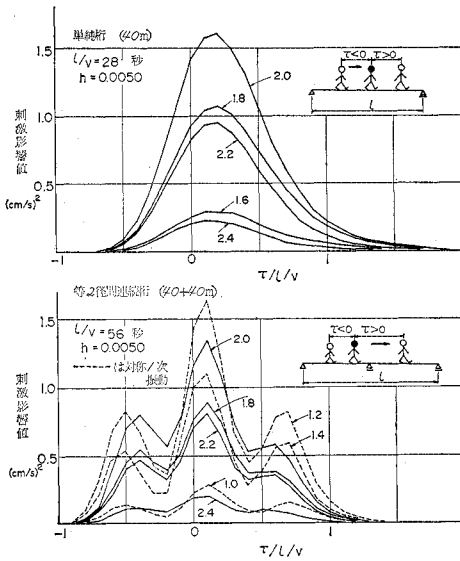 単純桁 (40m)
l/v=28 秒
h=0.0050
τ<0 τ>0
l
2.0
1.8
2.2
1.6
2.4
刺激影響値
(cm/s)²
1.5
1.0
0.5
-1
0
1
τ/l/v
等2径間連続桁 (40+40m)
l/v=56 秒
h=0.0050
-----は対称1次
振動
τ<0 τ>0
l
2.0
1.8
2.2
1.2
1.4
1.0
2.4
刺激影響値
(cm/s)²
1.5
1.0
0.5
-1
0
1
τ/l/v